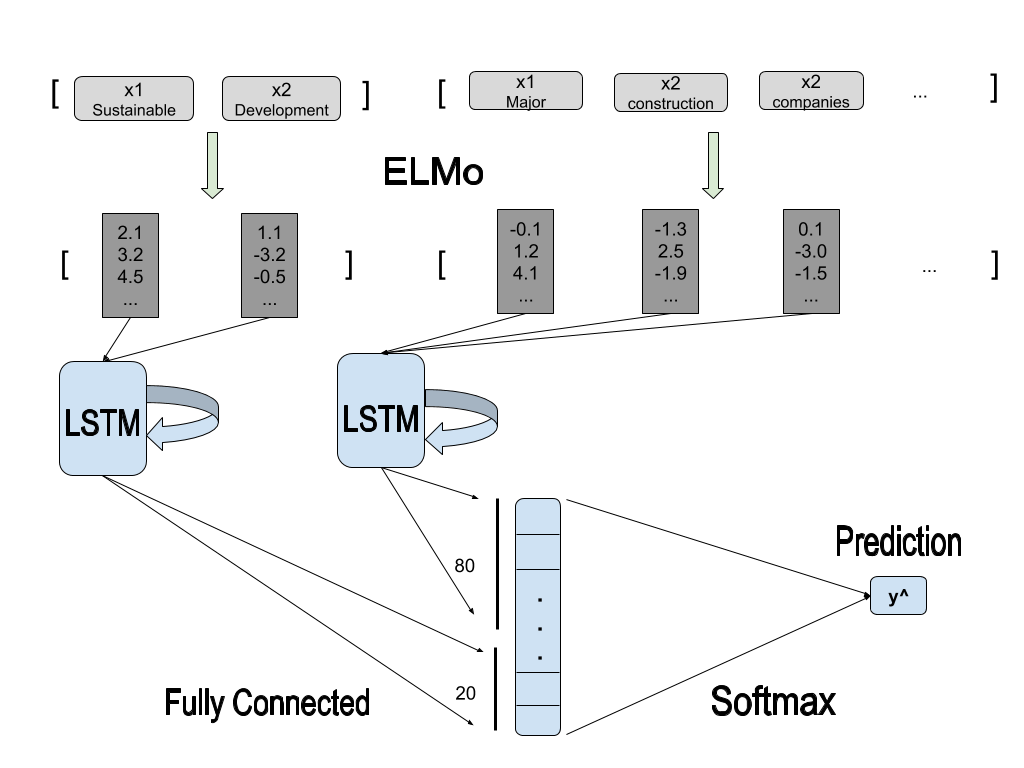 [ x1 x2 ] [ x1 x2 x2 ... ]
Sustainable Development Major construction companies
ELMo
[ 2.1 1.1 ] [ -0.1 -1.3 0.1 ... ]
3.2 -3.2 1.2 2.5 -3.0
4.5 -0.5 4.1 -1.9 -1.5
... ... ... ... ...
LSTM LSTM
80
Prediction
y^
.
.
.
20
Fully Connected Softmax